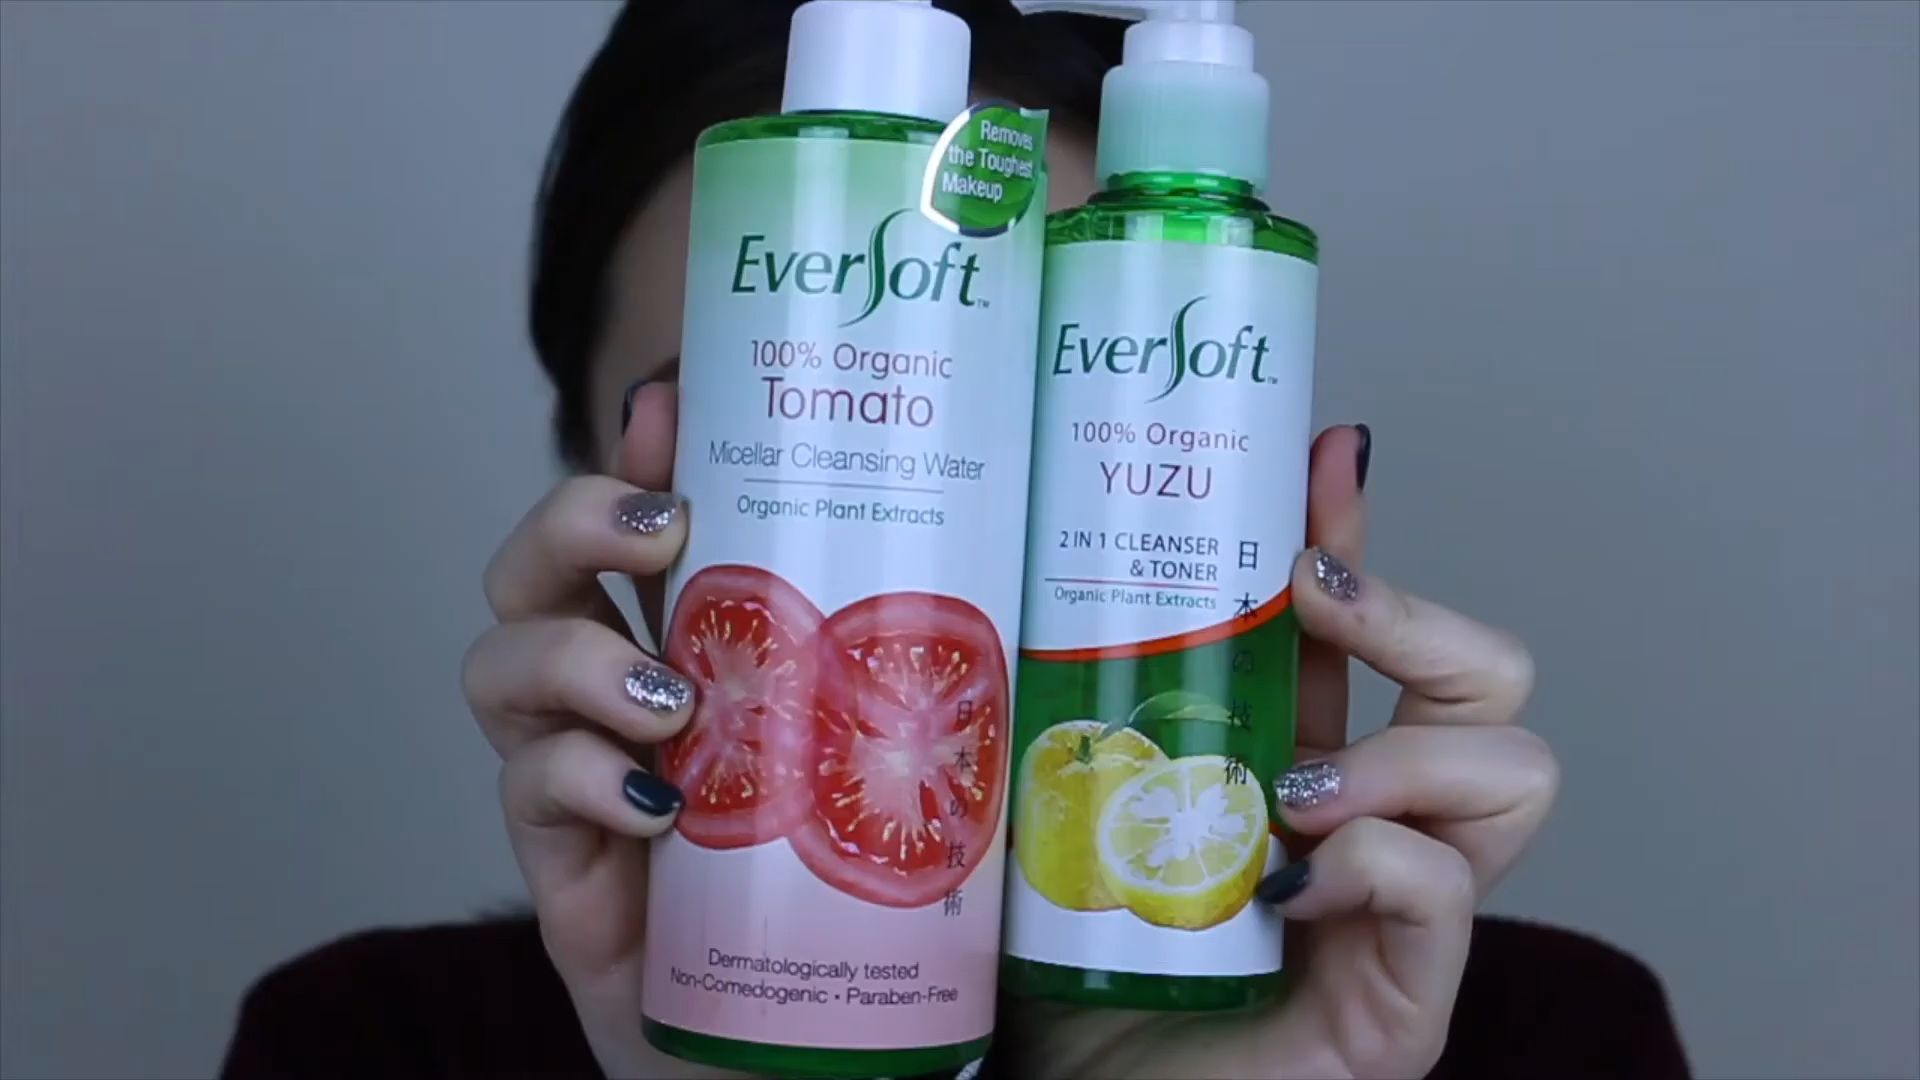 Removes
the Toughest
Makeup
EverSoft™
100% Organic
Tomato
Micellar Cleansing Water
Organic Plant Extracts
日本の技術
Dermatologically tested
Non-Comedogenic • Paraben-Free
EverSoft™
100% Organic
YUZU
2 IN 1 CLEANSER
& TONER
Organic Plant Extracts
日本の技術